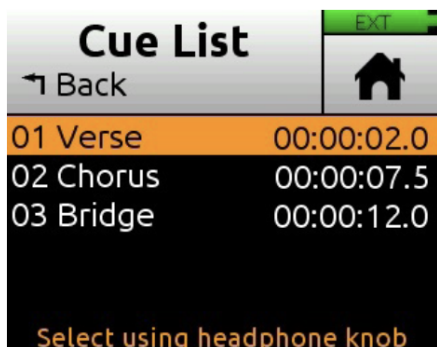 Cue List
EXT
Back
01 Verse 00:00:02.0
02 Chorus 00:00:07.5
03 Bridge 00:00:12.0
Select using headphone knob